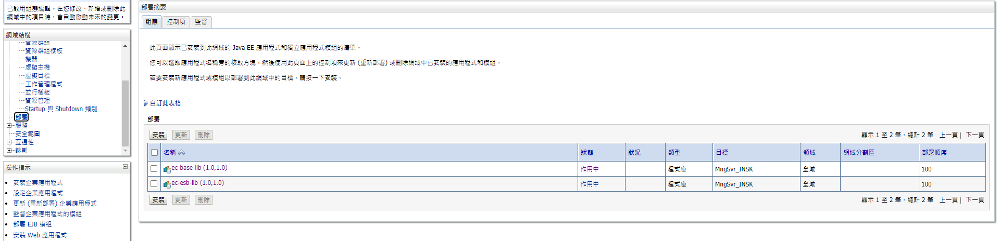 已啟用組態編輯。在您修改、新增或刪除此
網域中的項目時，會自動啟動未來的變更。
網域結構
資源群組
資源群組樣板
機器
虛擬主機
虛擬目標
工作管理程式
並行樣板
資源管理
Startup 與 Shutdown 類別
部署
服務
安全範圍
互通性
診斷
操作指示
安裝企業應用程式
設定企業應用程式
更新 (重新部署) 企業應用程式
監督企業應用程式的模組
部署 EJB 模組
安裝 Web 應用程式
部署摘要
組態 控制項 監督
此頁面顯示已安裝到此網域的 Java EE 應用程式和獨立應用程式模組的清單。
您可以選取應用程式名稱旁的核取方塊，然後使用此頁面上的控制項來更新 (重新部署) 或刪除網域中已安裝的應用程式和模組。
若要安裝新應用程式或模組以部署到此網域中的目標，請按一下安裝。
自訂此表格
部署
安裝 更新 刪除 顯示 1 至 2 筆，總計 2 筆 上一頁 | 下一頁
名稱 狀態 狀況 類型 目標 領域 網域分割區 部署順序
ec-base-lib (1.0,1.0) 作用中 程式庫 MngSvr_INSK 全域 100
ec-esb-lib (1.0,1.0) 作用中 程式庫 MngSvr_INSK 全域 100
安裝 更新 刪除 顯示 1 至 2 筆，總計 2 筆 上一頁 | 下一頁